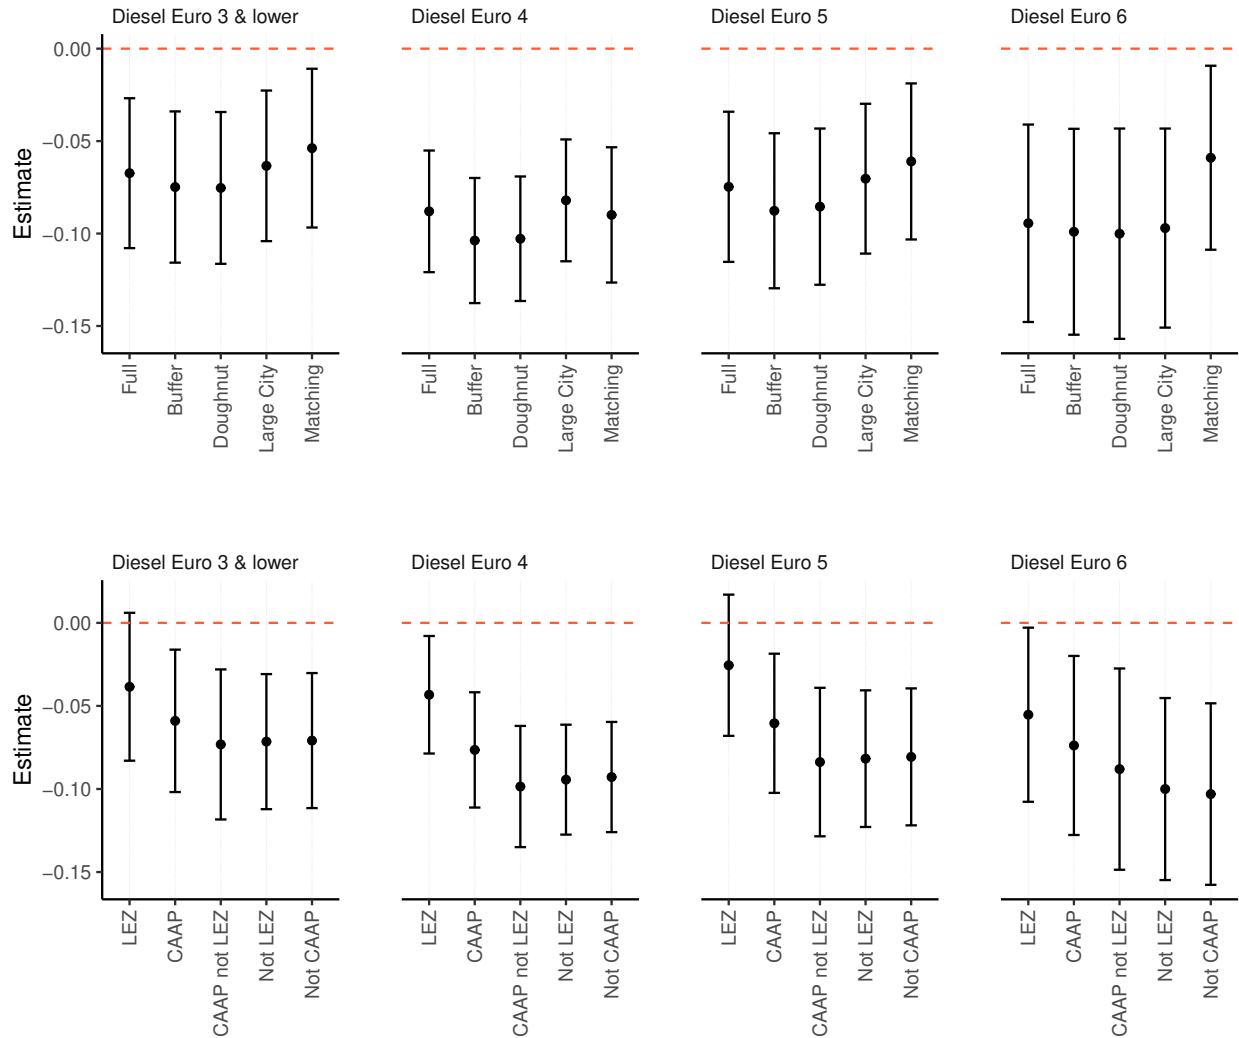 Diesel Euro 3 & lower
Diesel Euro 4
Diesel Euro 5
Diesel Euro 6
Estimate
0.00
−0.05
−0.10
−0.15
Full
Buffer
Doughnut
Large City
Matching
Full
Buffer
Doughnut
Large City
Matching
Full
Buffer
Doughnut
Large City
Matching
Full
Buffer
Doughnut
Large City
Matching
Diesel Euro 3 & lower
Diesel Euro 4
Diesel Euro 5
Diesel Euro 6
Estimate
0.00
−0.05
−0.10
−0.15
LEZ
CAAP
CAAP not LEZ
Not LEZ
Not CAAP
LEZ
CAAP
CAAP not LEZ
Not LEZ
Not CAAP
LEZ
CAAP
CAAP not LEZ
Not LEZ
Not CAAP
LEZ
CAAP
CAAP not LEZ
Not LEZ
Not CAAP